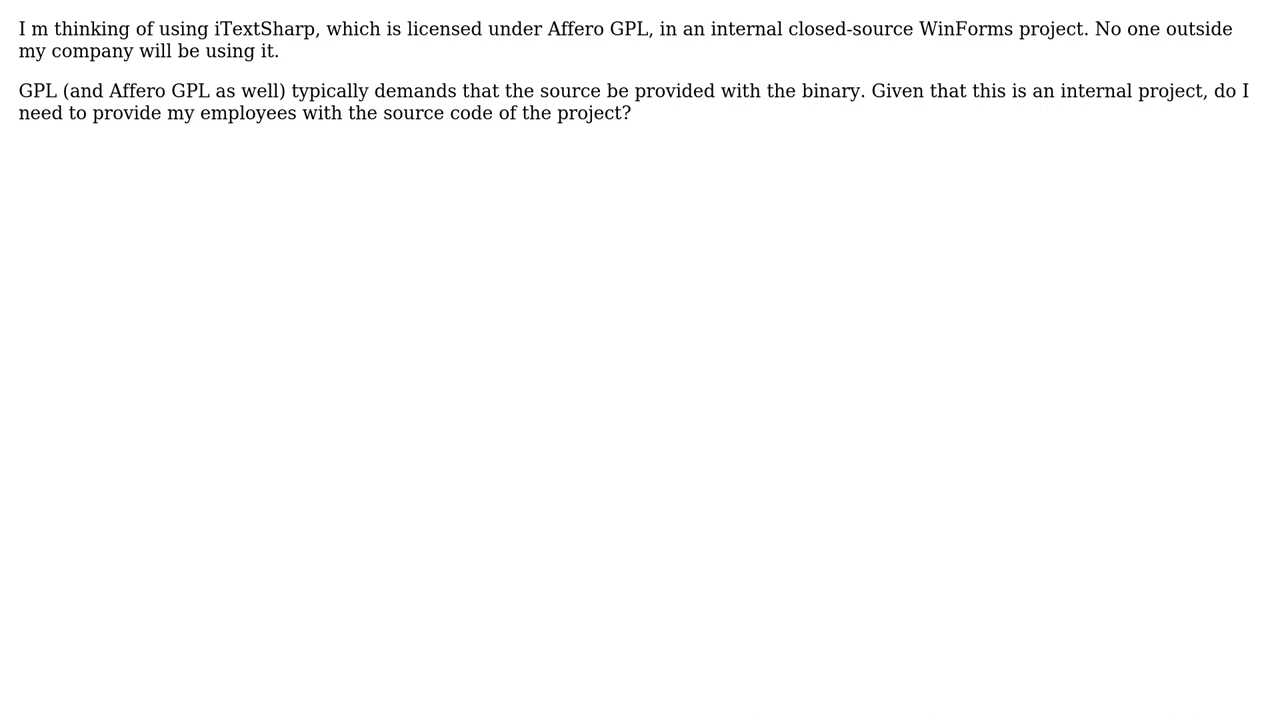 I m thinking of using iTextSharp, which is licensed under Affero GPL, in an internal closed-source WinForms project. No one outside
my company will be using it.
GPL (and Affero GPL as well) typically demands that the source be provided with the binary. Given that this is an internal project, do I
need to provide my employees with the source code of the project?